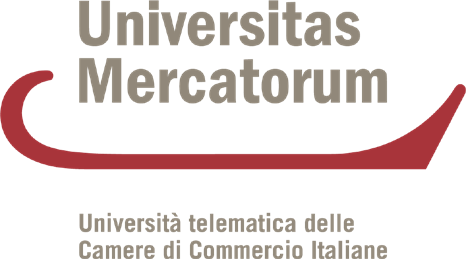 Universitas
Mercatorum
Università telematica delle
Camere di Commercio Italiane